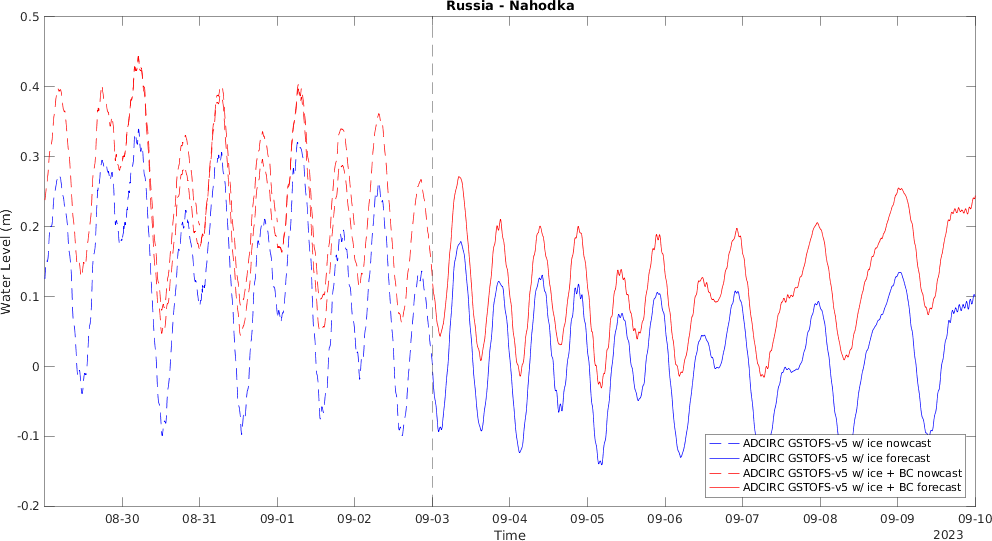 Russia - Nahodka
Water Level (m)
0.5
0.4
0.3
0.2
0.1
0
-0.1
-0.2
ADCIRC GSTOFS-v5 w/ ice nowcast
ADCIRC GSTOFS-v5 w/ ice forecast
ADCIRC GSTOFS-v5 w/ ice + BC nowcast
ADCIRC GSTOFS-v5 w/ ice + BC forecast
08-30 08-31 09-01 09-02 09-03 09-04 09-05 09-06 09-07 09-08 09-09 09-10
Time
2023